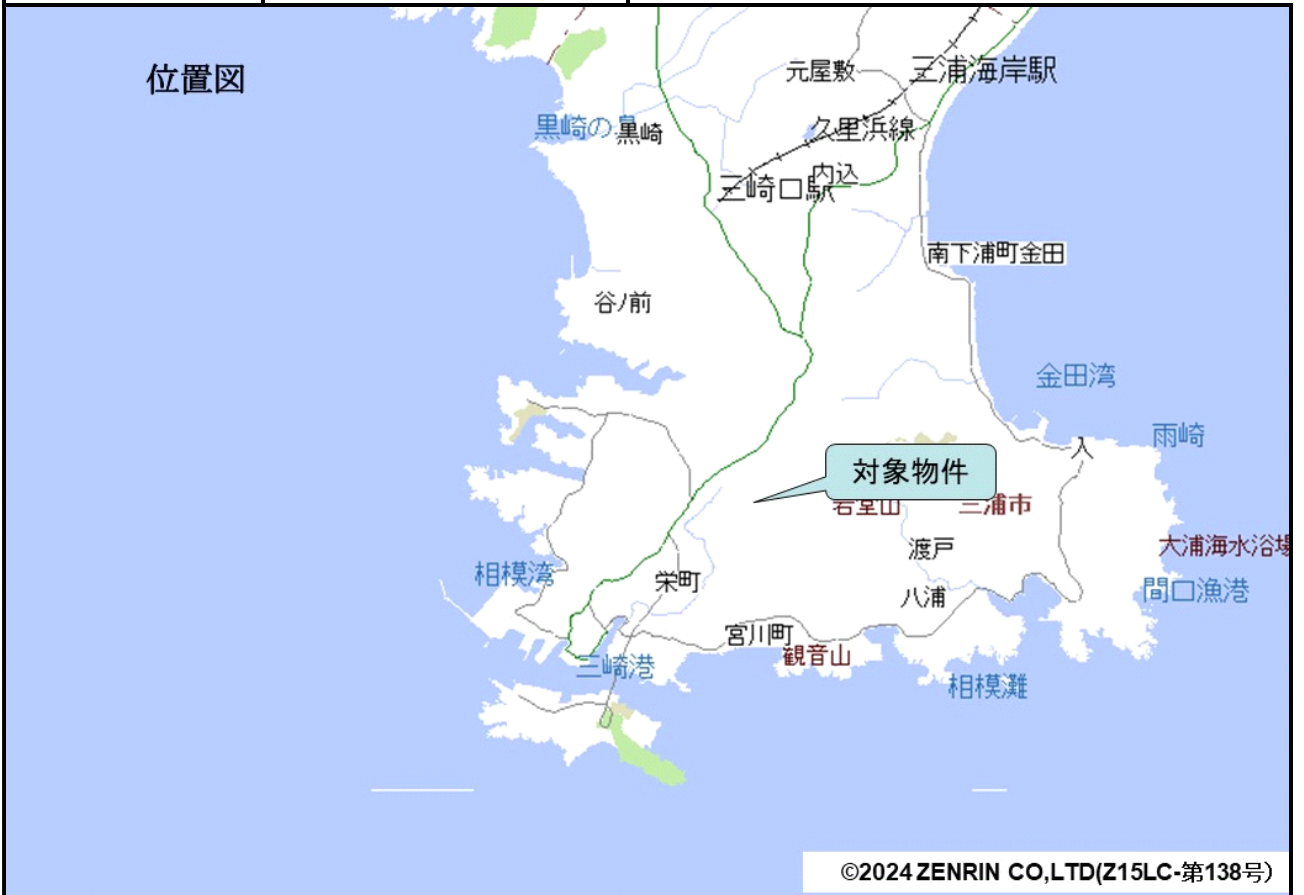 位置図
元屋敷
三浦海岸駅
黒崎の鼻
黒崎
久里浜線
内込
三崎口駅
南下浦町金田
谷ノ前
金田湾
雨崎
入
対象物件
岩堂山
三浦市
渡戸
大浦海水浴場
相模湾
栄町
八浦
間口漁港
宮川町
観音山
三崎港
相模灘
©2024 ZENRIN CO,LTD(Z15LC-第138号)